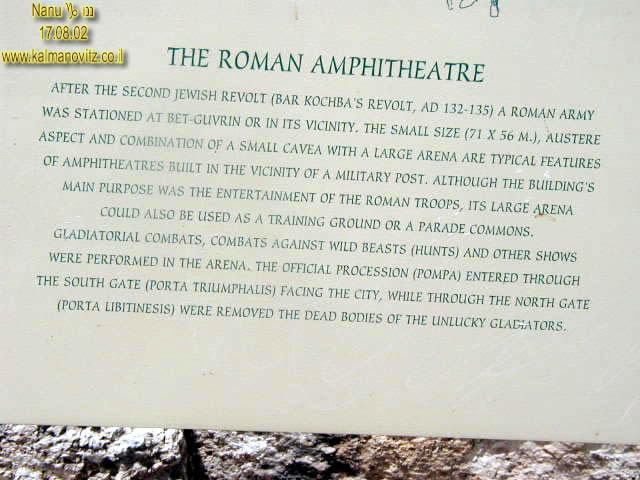 Nanu נננו
17.08.02
www.kalmanovitz.co.il
THE ROMAN AMPHITHEATRE
AFTER THE SECOND JEWISH REVOLT (BAR KOCHBA'S REVOLT, AD 132-135) A ROMAN ARMY
WAS STATIONED AT BET-GUVRIN OR IN ITS VICINITY. THE SMALL SIZE (71 X 56 M.), AUSTERE
ASPECT AND COMBINATION OF A SMALL CAVEA WITH A LARGE ARENA ARE TYPICAL FEATURES
OF AMPHITHEATRES BUILT IN THE VICINITY OF A MILITARY POST. ALTHOUGH THE BUILDING'S
MAIN PURPOSE WAS THE ENTERTAINMENT OF THE ROMAN TROOPS, ITS LARGE ARENA
COULD ALSO BE USED AS A TRAINING GROUND OR A PARADE COMMONS.
GLADIATORIAL COMBATS, COMBATS AGAINST WILD BEASTS (HUNTS) AND OTHER SHOWS
WERE PERFORMED IN THE ARENA. THE OFFICIAL PROCESSION (POMPA) ENTERED THROUGH
THE SOUTH GATE (PORTA TRIUMPHALIS) FACING THE CITY, WHILE THROUGH THE NORTH GATE
(PORTA LIBITINESIS) WERE REMOVED THE DEAD BODIES OF THE UNLUCKY GLADIATORS.